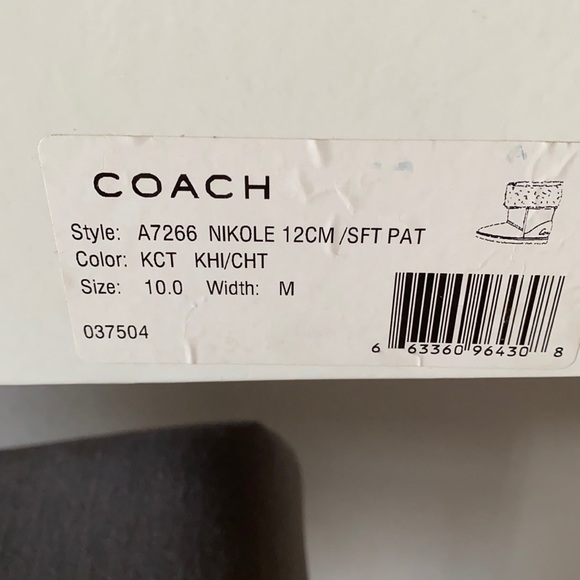 COACH
Style: A7266 NIKOLE 12CM /SFT PAT
Color: KCT KHI/CHT
Size: 10.0 Width: M
037504
6 63360 96430 8